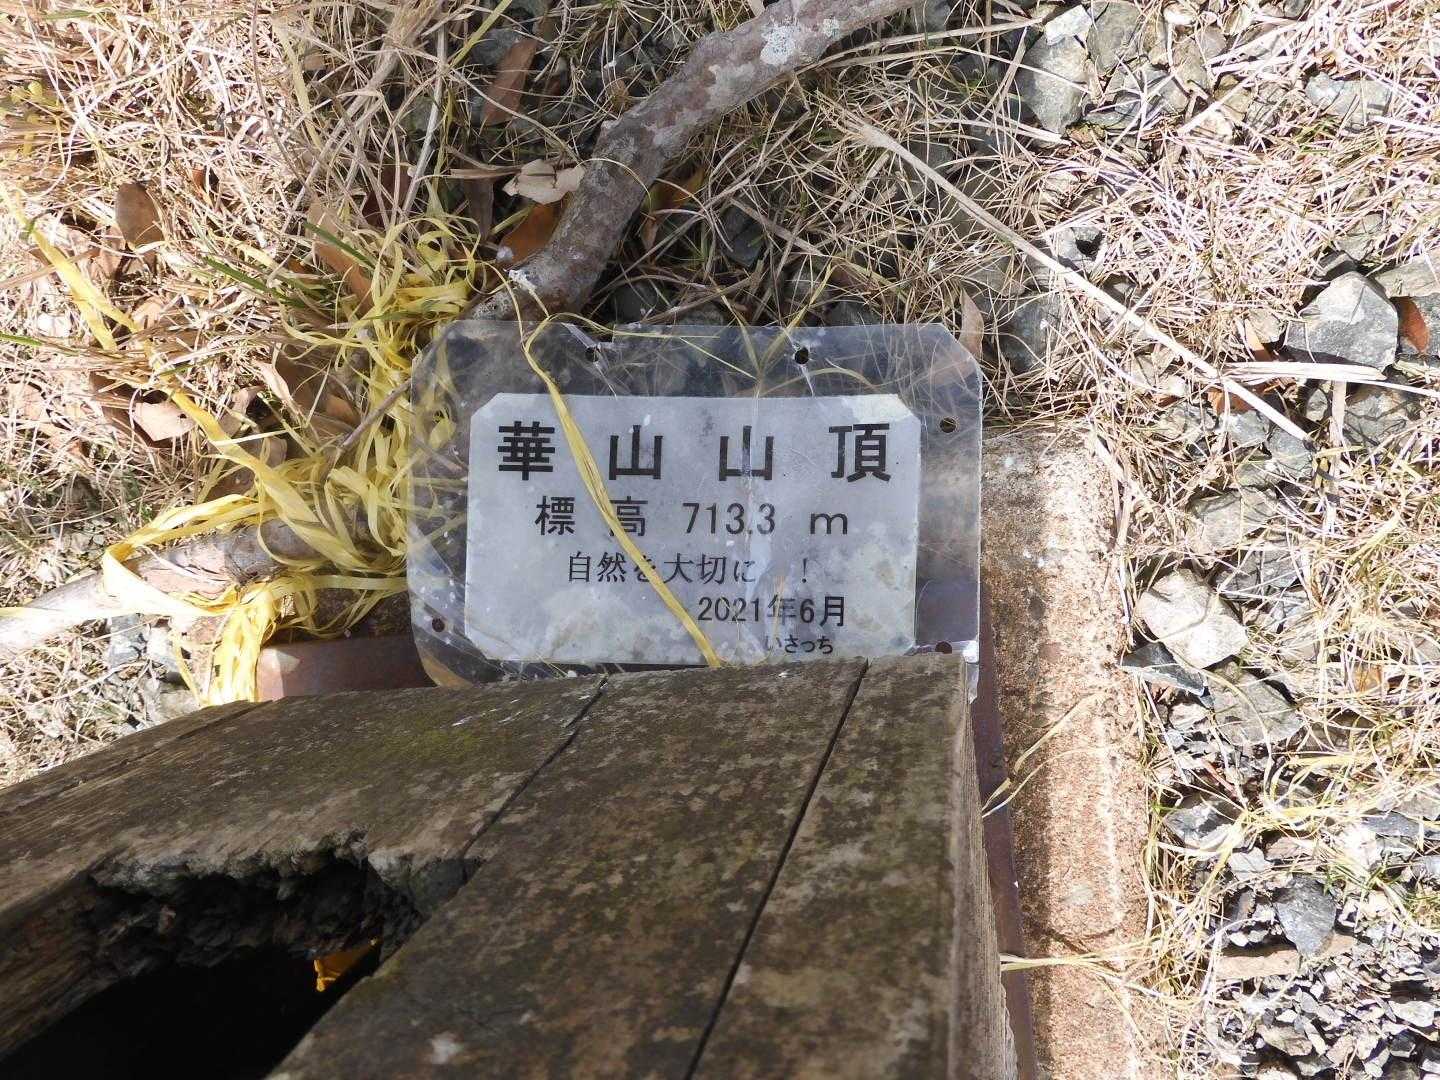 華山山頂
標高 713.3 m
自然を大切に!
2021年6月
いさっち